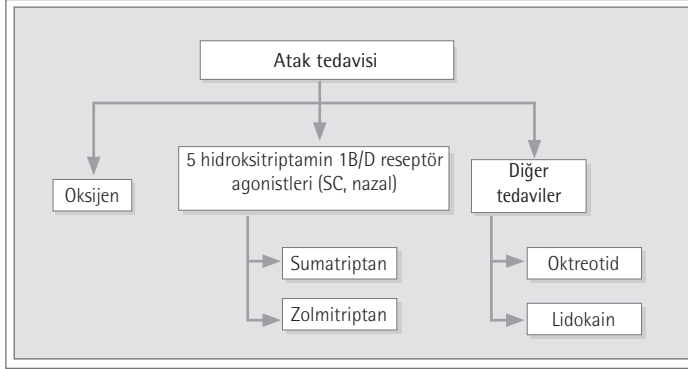 Atak tedavisi
Oksijen
5 hidroksitriptamin 1B/D reseptör
agonistleri (SC, nazal)
Diğer
tedaviler
Sumatriptan
Zolmitriptan
Oktreotid
Lidokain